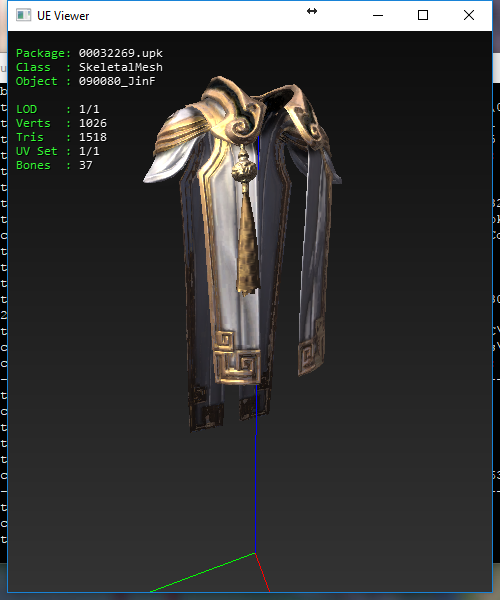 UE Viewer
Package: 00032269.upk
Class  : SkeletalMesh
Object : 090080_JinF
LOD    : 1/1
Verts  : 1026
Tris   : 1518
UV Set : 1/1
Bones  : 37